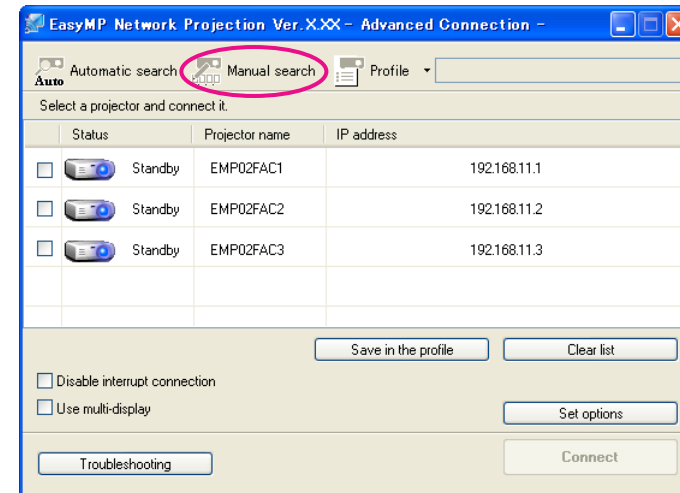 EasyMP Network Projection Ver.X.XX - Advanced Connection -
Auto Automatic search Manual search Profile
Select a projector and connect it.
Status Projector name IP address
Standby EMP02FAC1 192.168.11.1
Standby EMP02FAC2 192.168.11.2
Standby EMP02FAC3 192.168.11.3
Save in the profile Clear list
Disable interrupt connection
Use multi-display
Set options
Troubleshooting Connect